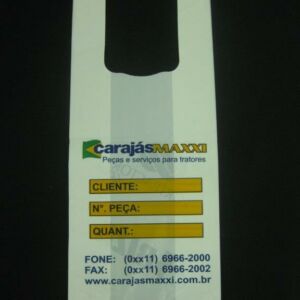 carajásMAXXI
Peças e serviços para tratores
CLIENTE:
Nº. PEÇA:
QUANT.:
FONE: (0xx11) 6966-2000
FAX: (0xx11) 6966-2002
www.carajasmaxxi.com.br